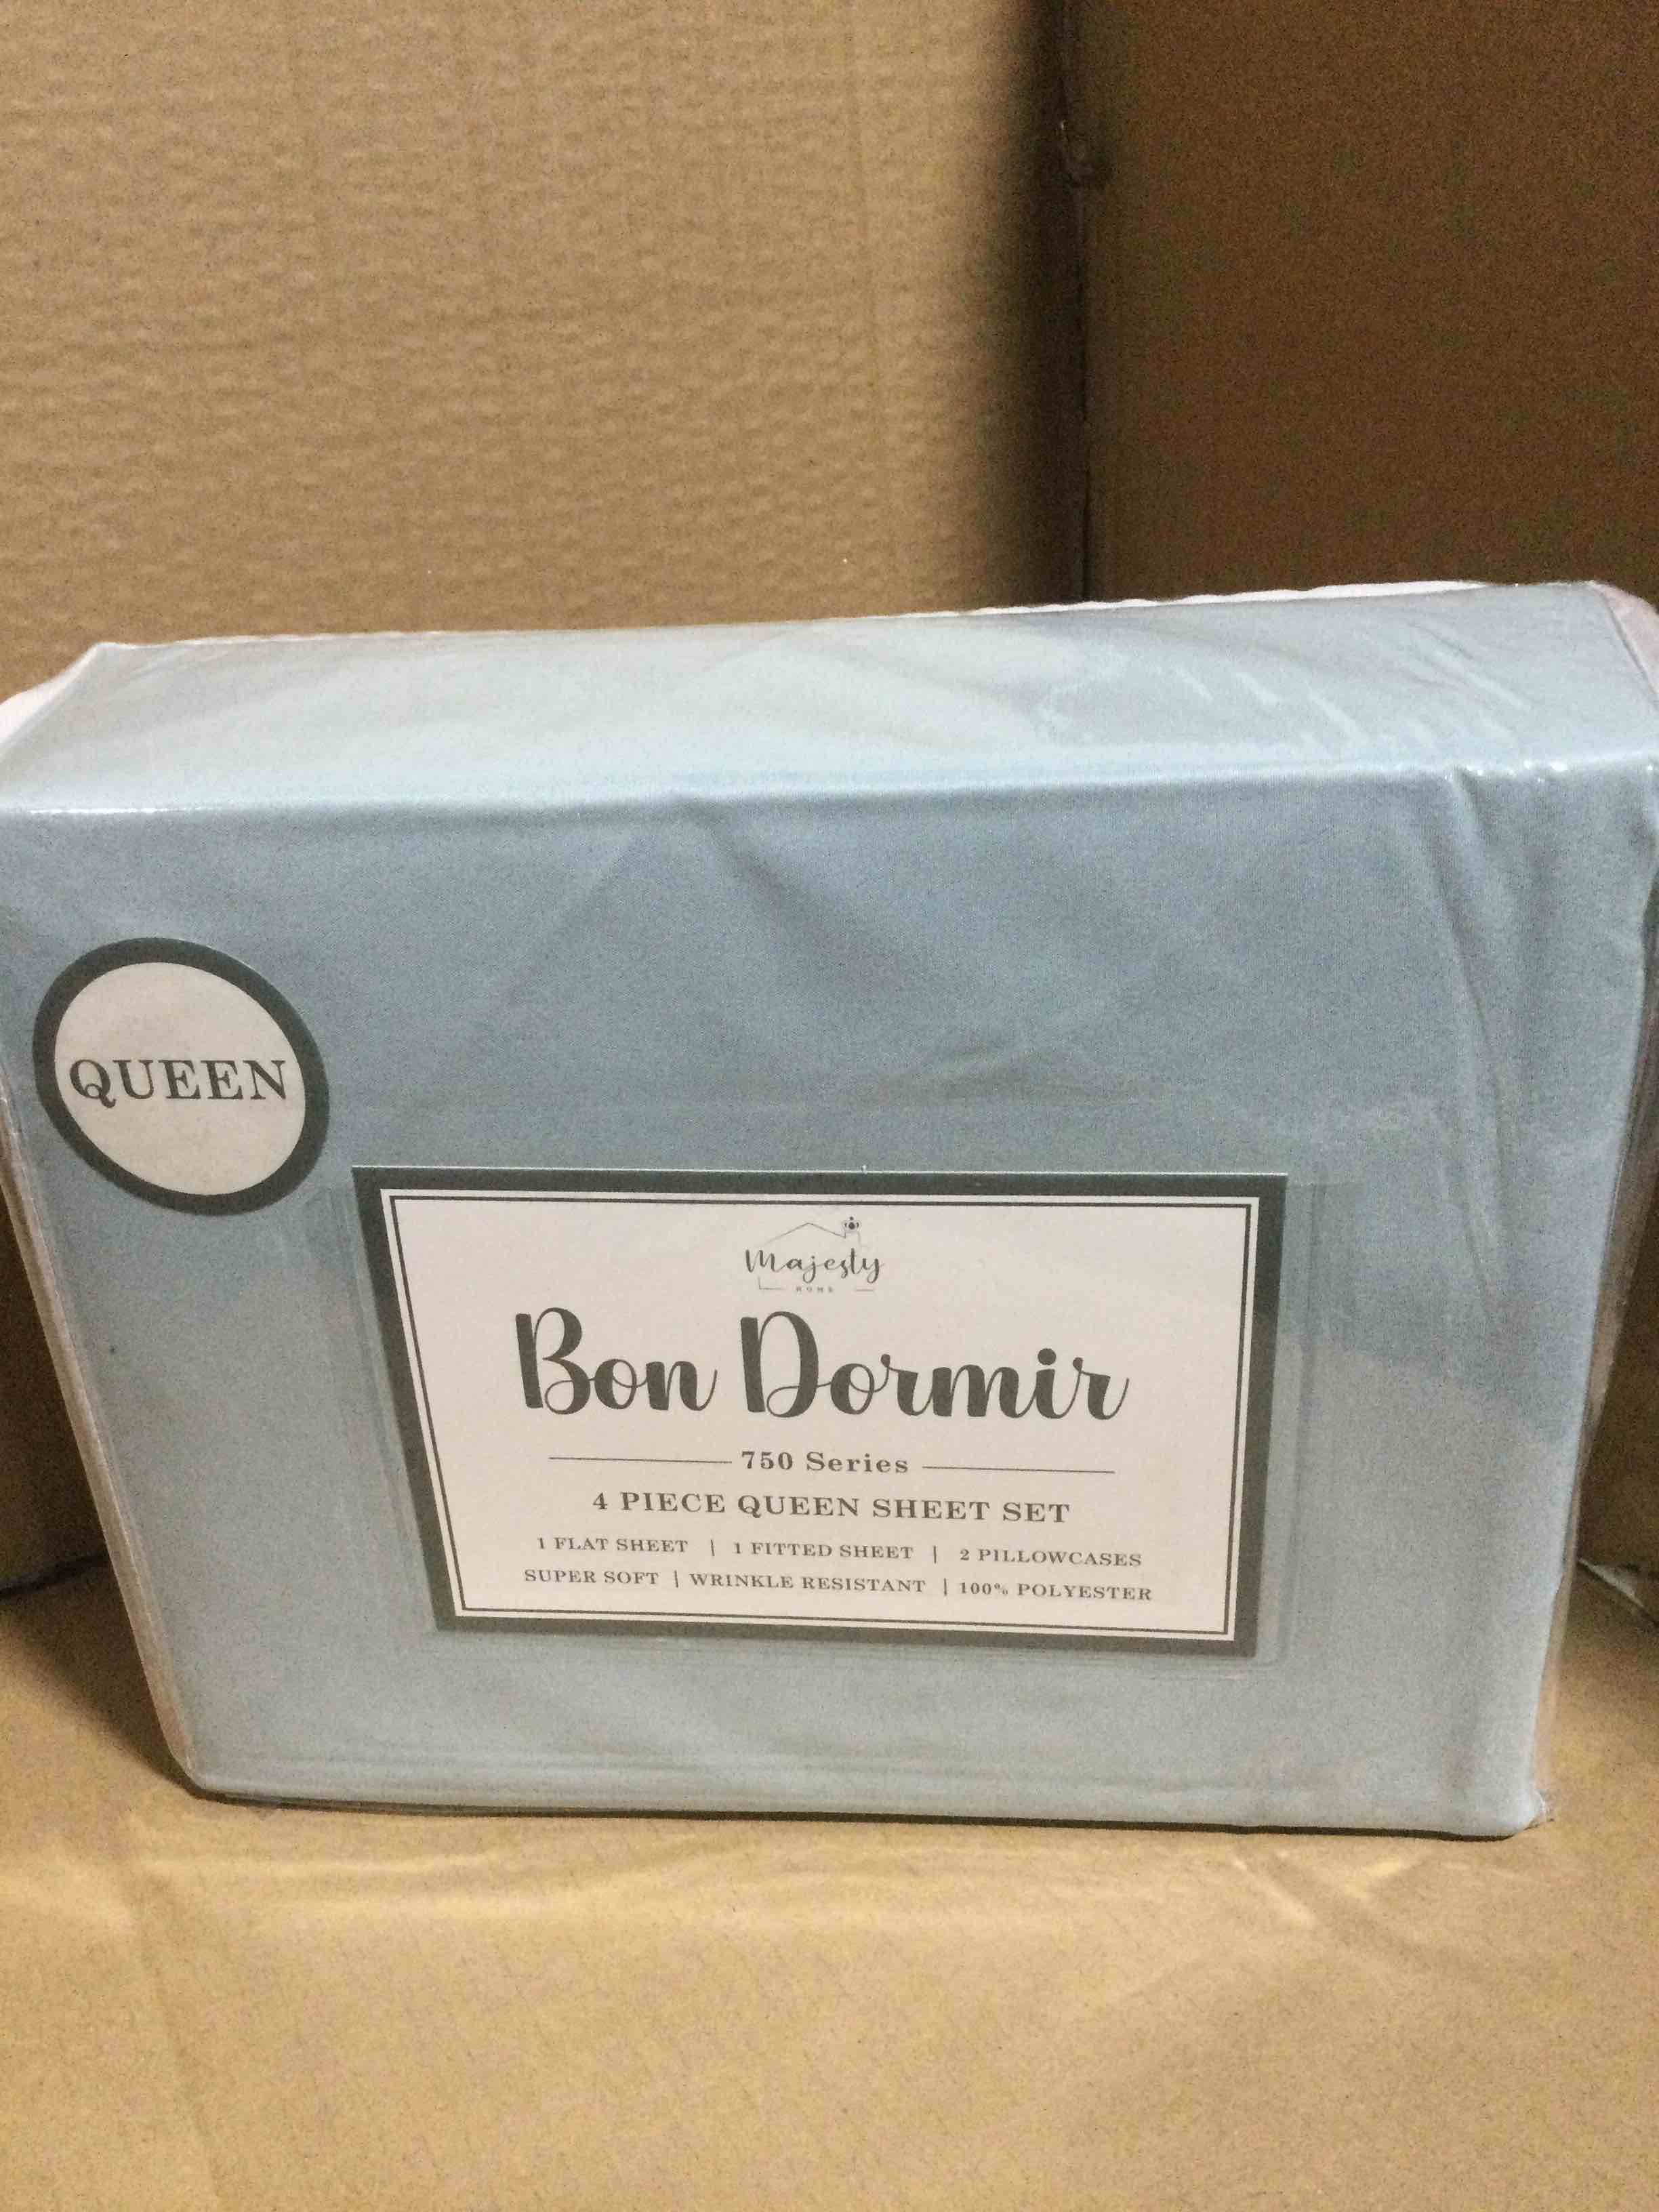 QUEEN
Majesty
HOME
Bon Dormir
750 Series
4 PIECE QUEEN SHEET SET
1 FLAT SHEET | 1 FITTED SHEET | 2 PILLOWCASES
SUPER SOFT | WRINKLE RESISTANT | 100% POLYESTER